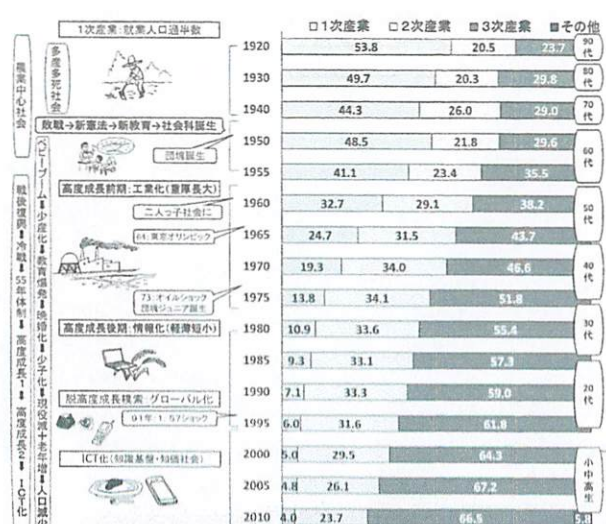 1次産業:就業人口過半数
□1次産業 □2次産業 ■3次産業 ■その他
農業中心社会
多産多死社会
敗戦→新憲法→新教育→社会科誕生
団塊誕生
高度成長前期:工業化(重厚長大)
二人っ子社会に
64:東京オリンピック
73:オイルショック
団塊ジュニア誕生
高度成長後期:情報化(軽薄短小)
脱高度成長模索:グローバル化
91年:1.57ショック
ICT化(知識基盤・知価社会)
戦後復興➡冷戦➡55年体制➡高度成長1➡高度成長2➡ICT化
ベビーブーム➡少産化➡教育爆発➡晩婚化➡少子化➡現役減+老年増➡人口減少
1920 53.8 20.5 23.7
1930 49.7 20.3 29.8
1940 44.3 26.0 29.0
1950 48.5 21.8 29.6
1955 41.1 23.4 35.5
1960 32.7 29.1 38.2
1965 24.7 31.5 43.7
1970 19.3 34.0 46.6
1975 13.8 34.1 51.8
1980 10.9 33.6 55.4
1985 9.3 33.1 57.3
1990 7.1 33.3 59.0
1995 6.0 31.6 61.8
2000 5.0 29.5 64.3
2005 4.8 26.1 67.2
2010 4.0 23.7 66.5 5.8
90代
80代
70代
60代
50代
40代
30代
20代
小中高生